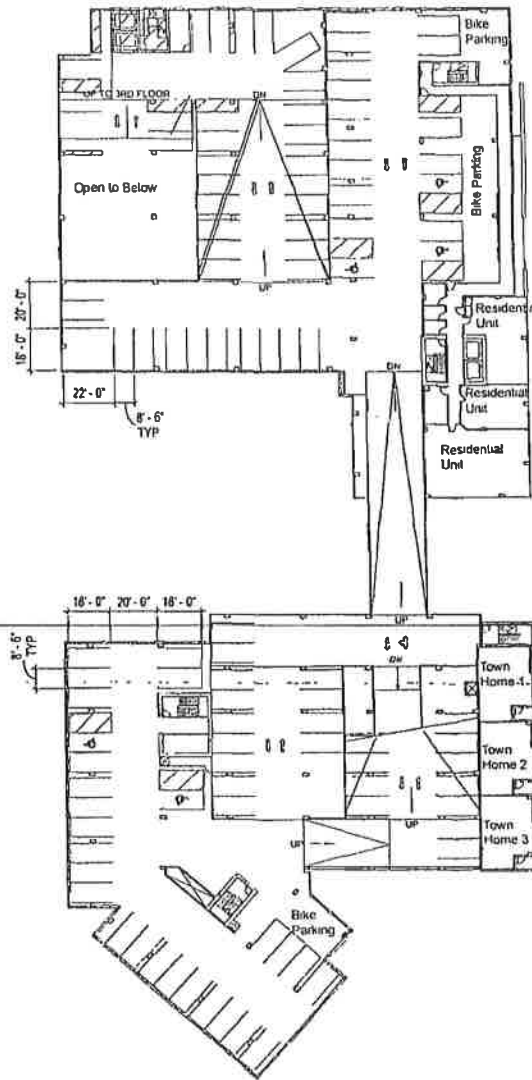 Bike
Parking
UP TO 3RD FLOOR
DN
Open to Below
Bike Parking
UP
20' - 0"
18' - 0"
22' - 0"
8' - 6"
TYP
DN
Residential
Unit
Residential
Unit
Residential
Unit
18' - 0"
20' - 0"
18' - 0"
8' - 6"
TYP
UP
DN
Town
Home 1
Town
Home 2
Town
Home 3
UP
UP
Bike
Parking